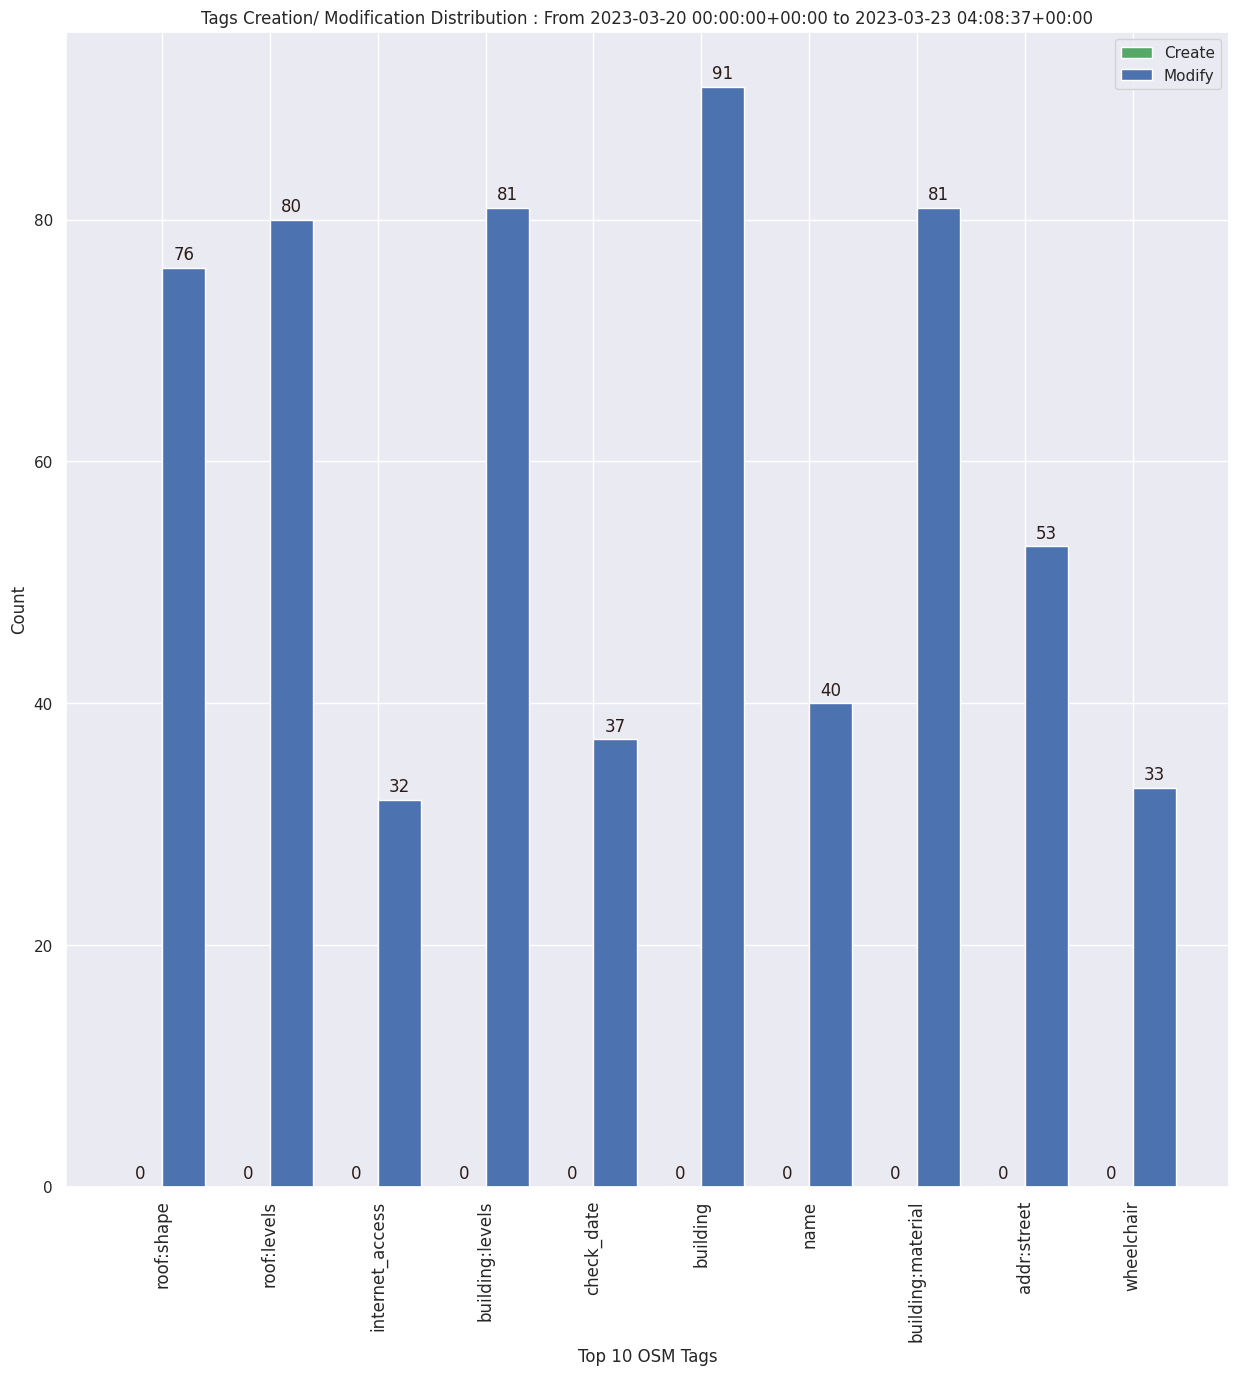 Tags Creation/ Modification Distribution : From 2023-03-20 00:00:00+00:00 to 2023-03-23 04:08:37+00:00
Create
Modify
91
81
81
80
80
76
60
53
40
40
37
33
32
20
0
0 0 0 0 0 0 0 0 0 0
Count
roof:shape
roof:levels
internet_access
building:levels
check_date
building
name
building:material
addr:street
wheelchair
Top 10 OSM Tags